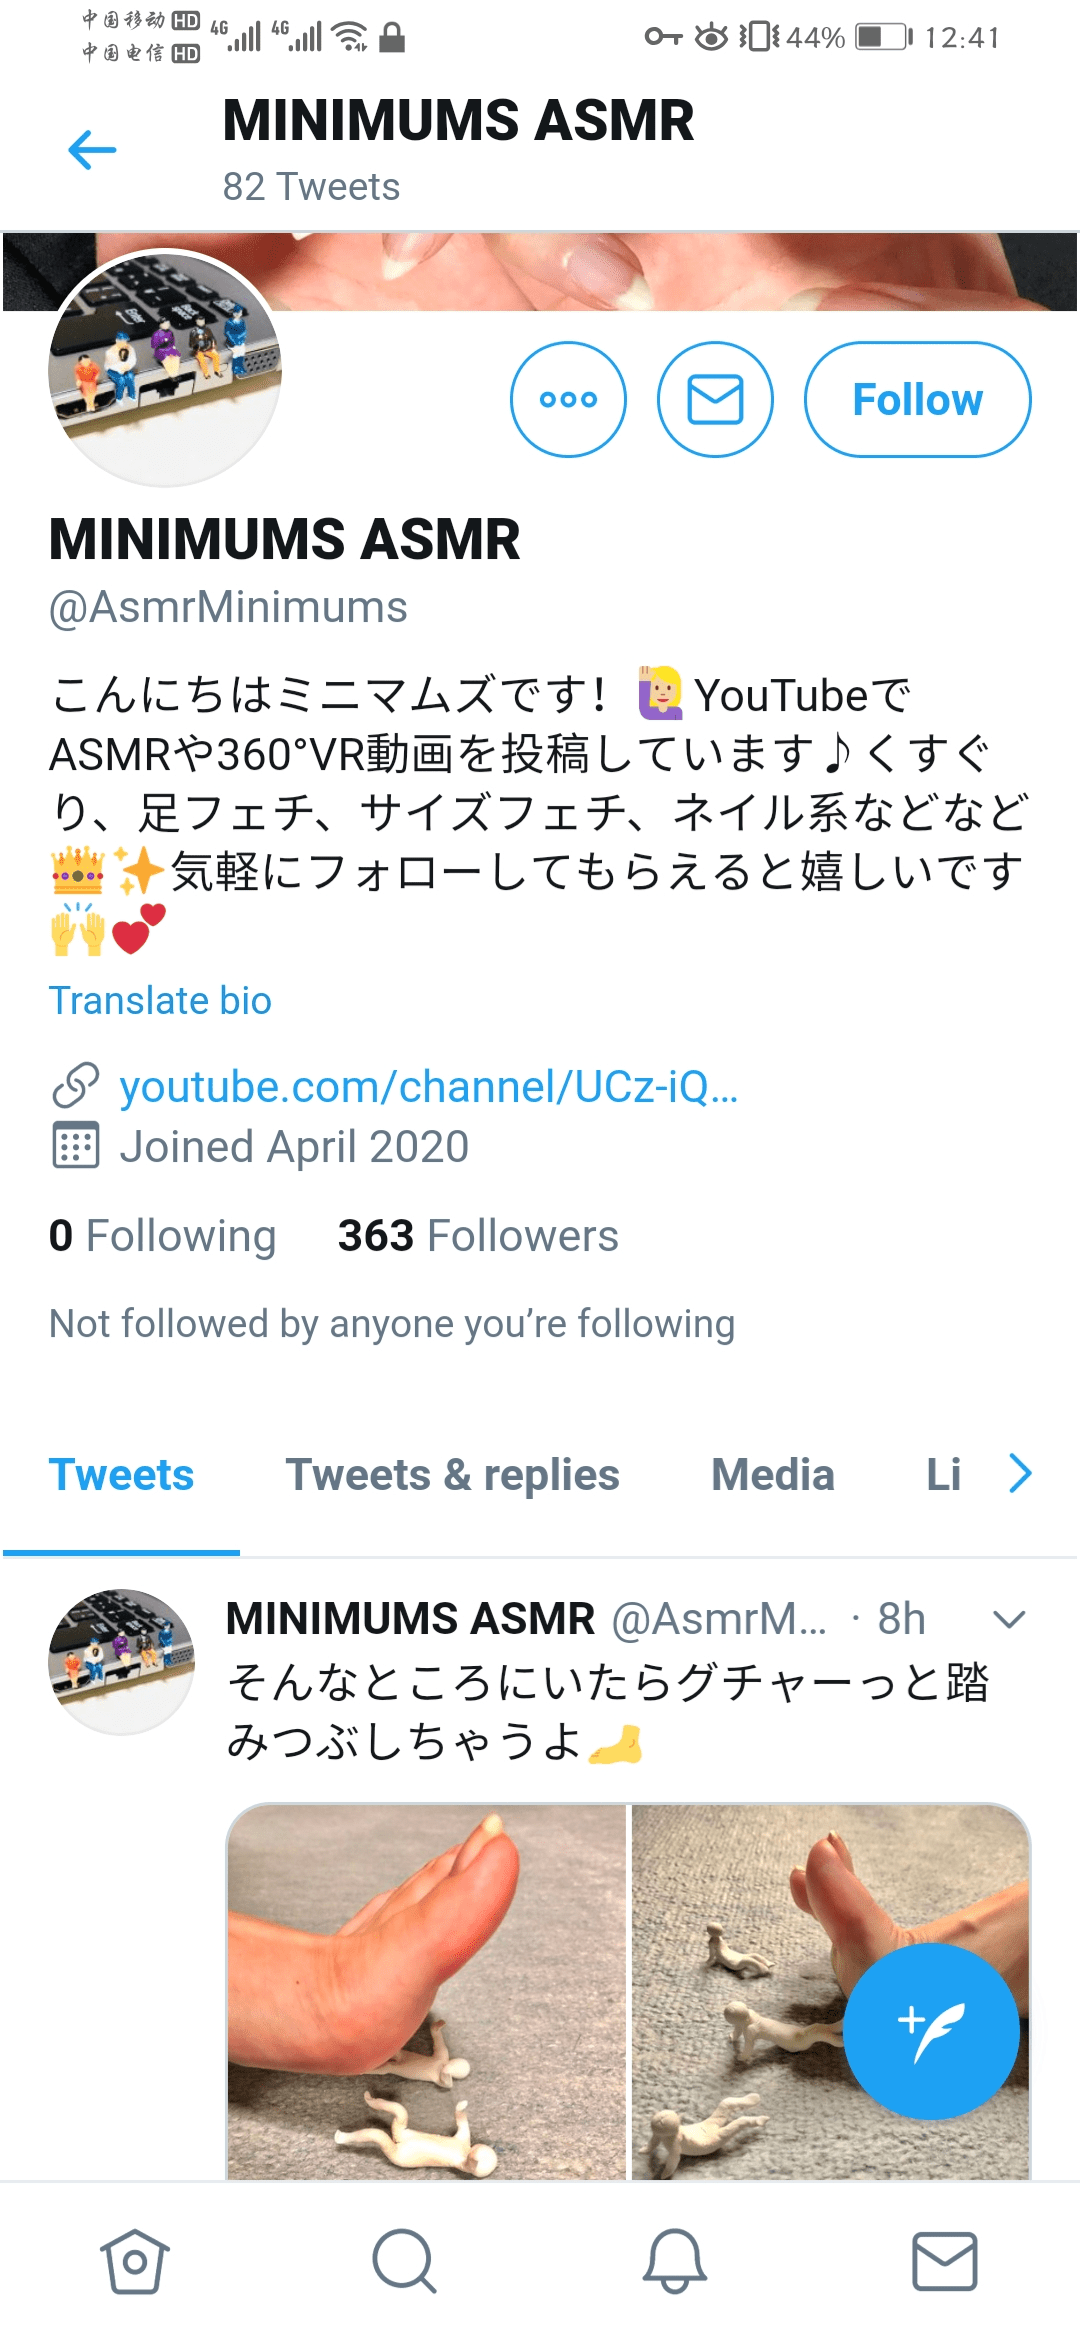 中国移动 HD 4G 4G 44% 12:41
中国电信 HD
MINIMUMS ASMR
82 Tweets
Follow
MINIMUMS ASMR
@AsmrMinimums
こんにちはミニマムズです！🙋🏼‍♀️YouTubeで
ASMRや360°VR動画を投稿しています♪くすぐ
り、足フェチ、サイズフェチ、ネイル系などなど
👑✨気軽にフォローしてもらえると嬉しいです
🙌💕
Translate bio
youtube.com/channel/UCz-iQ…
Joined April 2020
0 Following 363 Followers
Not followed by anyone you’re following
Tweets Tweets & replies Media Li
MINIMUMS ASMR @AsmrM... · 8h
そんなところにいたらグチャーっと踏
みつぶしちゃうよ🦶